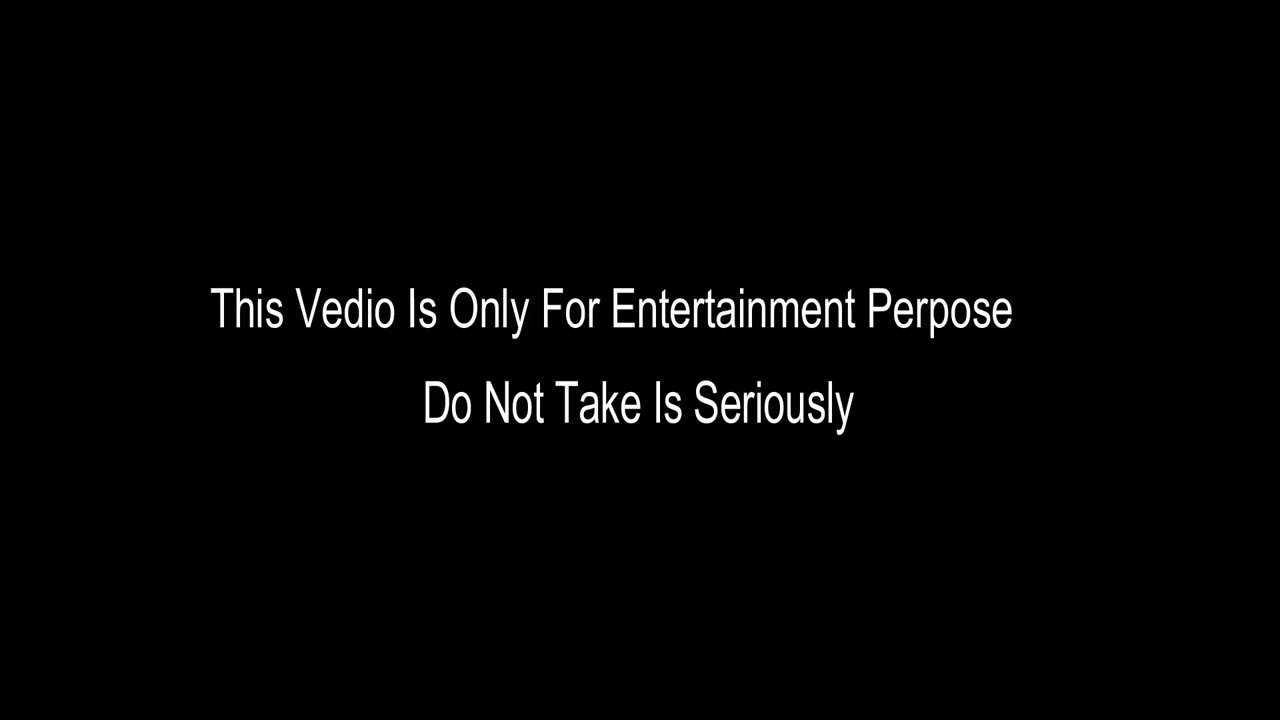 This Vedio Is Only For Entertainment Perpose
Do Not Take Is Seriously